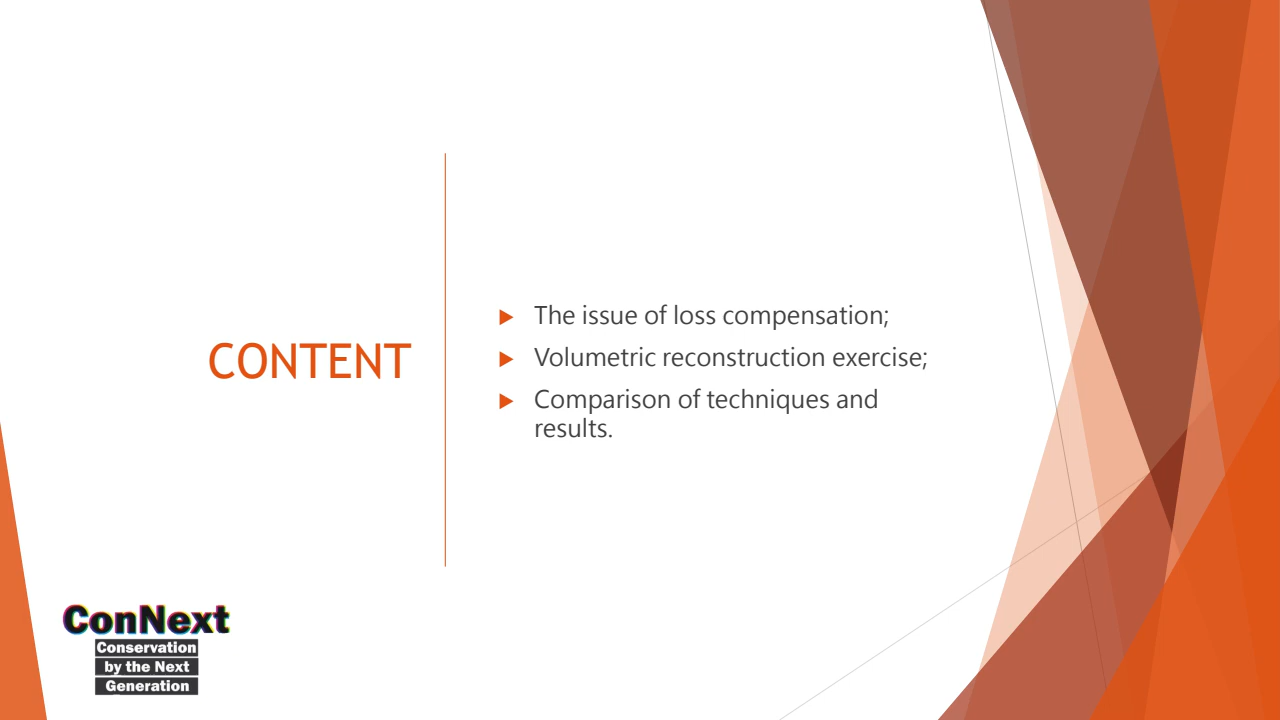 CONTENT
The issue of loss compensation;
Volumetric reconstruction exercise;
Comparison of techniques and
results.
ConNext
Conservation
by the Next
Generation